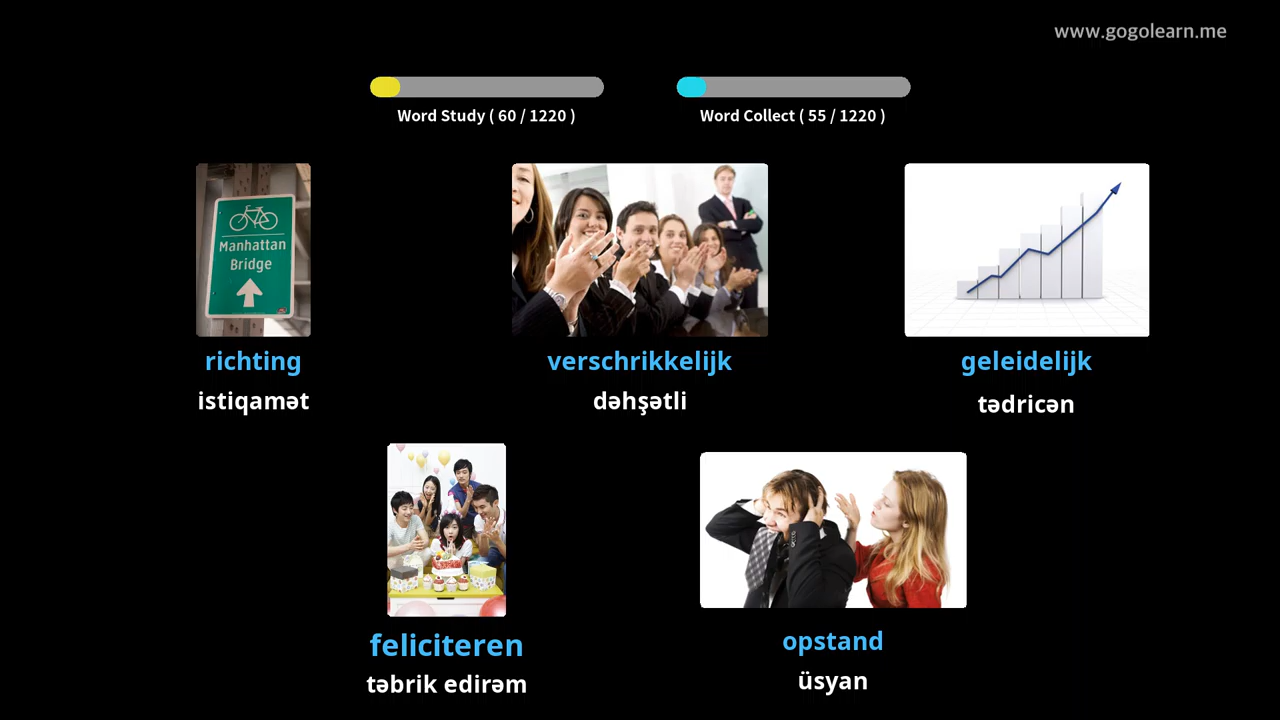 www.gogolearn.me
Word Study ( 60 / 1220 )
Word Collect ( 55 / 1220 )
Manhattan
Bridge
richting
istiqamət
verschrikkelijk
dəhşətli
geleidelijk
tədricən
feliciteren
təbrik edirəm
opstand
üsyan